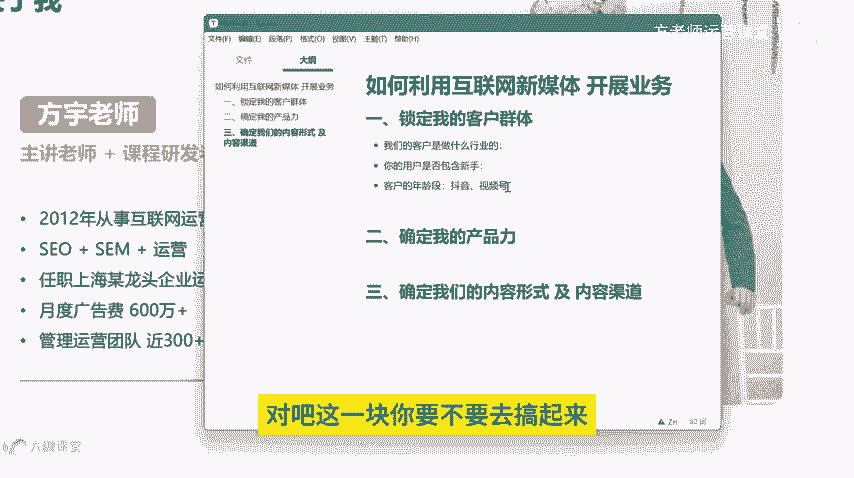 方老师运营课堂
文件(F) 编辑(E) 段落(P) 格式(O) 视图(V) 主题(T) 帮助(H)
文件 大纲
如何利用互联网新媒体 开展业务
一、锁定我的客户群体
二、确定我的产品力
三、确定我们的内容形式 及
内容渠道
如何利用互联网新媒体 开展业务
一、锁定我的客户群体
• 我们的客户是做什么行业的：
• 你的用户是否包含新手：
• 客户的年龄段：抖音、视频号
二、确定我的产品力
三、确定我们的内容形式 及 内容渠道
方宇老师
主讲老师 + 课程研发
• 2012年从事互联网运营
• SEO + SEM + 运营
• 任职上海某龙头企业运
• 月度广告费 600万+
• 管理运营团队 近300+
对吧这一块你要不要去搞起来
ZH